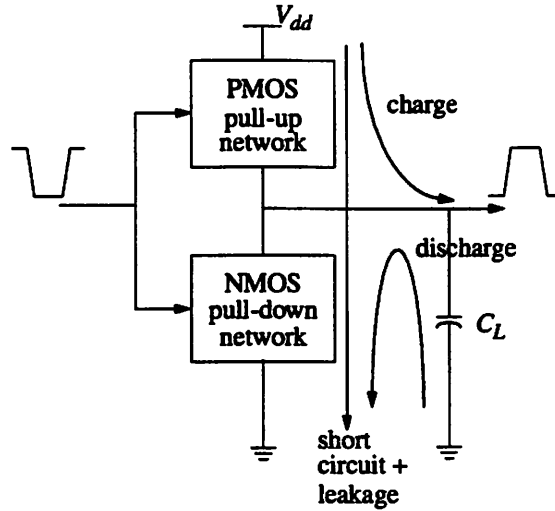 V_dd
PMOS
pull-up
network
charge
discharge
NMOS
pull-down
network
C_L
short
circuit +
leakage